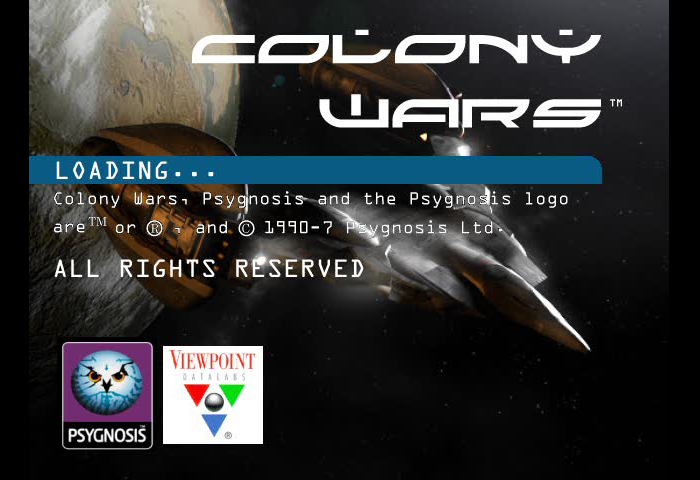 COLONY
WARS™
LOADING...
Colony Wars, Psygnosis and the Psygnosis logo
are™ or ®, and © 1990-7 Psygnosis Ltd.
ALL RIGHTS RESERVED
PSYGNOSIS™
VIEWPOINT
DATALABS
®